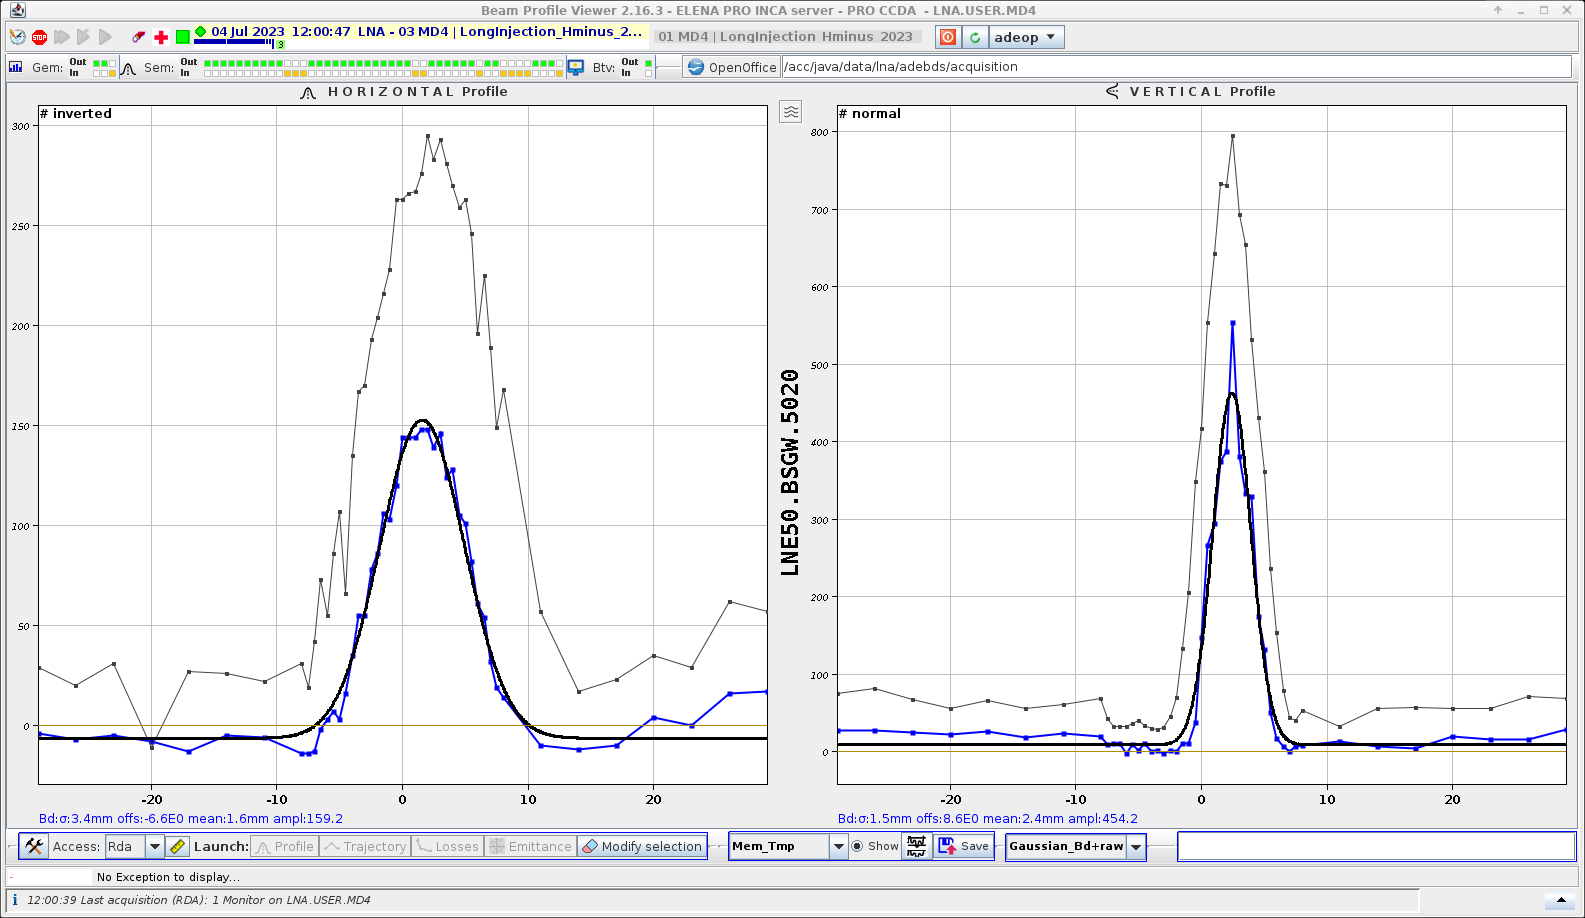 Beam Profile Viewer 2.16.3 - ELENA PRO INCA server - PRO CCDA  - LNA.USER.MD4
STOP 04 Jul 2023 12:00:47 LNA - 03 MD4 | LongInjection_Hminus_2... 01 MD4 | LongInjection_Hminus_2023 adeop
3
Gem: Out In Sem: Out In Btv: Out In OpenOffice /acc/java/data/lna/adebds/acquisition
HORIZONTAL Profile
VERTICAL Profile
# inverted
# normal
300
250
200
150
100
50
0
-20 -10 0 10 20
LNE50.BSGW.5020
800
700
600
500
400
300
200
100
0
-20 -10 0 10 20
Bd:σ:3.4mm offs:-6.6E0 mean:1.6mm ampl:159.2
Bd:σ:1.5mm offs:8.6E0 mean:2.4mm ampl:454.2
Access: Rda Launch: Profile Trajectory Losses Emittance Modify selection Mem_Tmp Show Save Gaussian_Bd+raw
- No Exception to display...
i 12:00:39 Last acquisition (RDA): 1 Monitor on LNA.USER.MD4